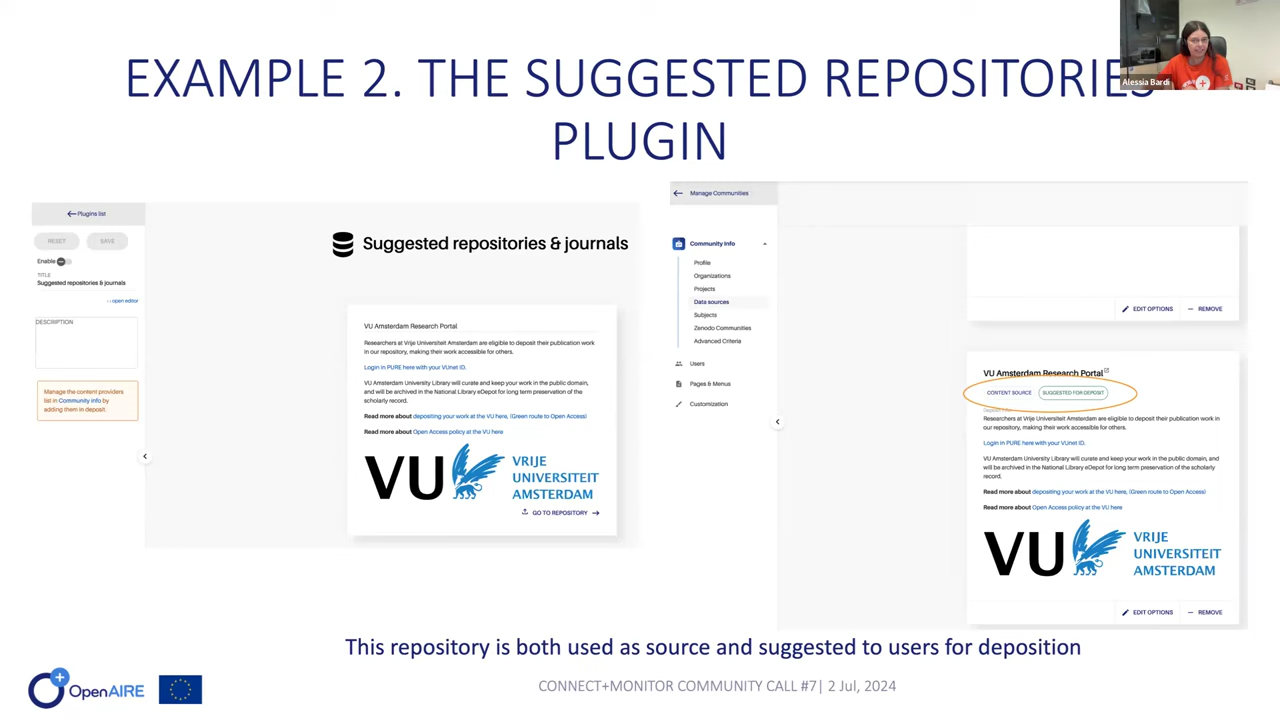 EXAMPLE 2. THE SUGGESTED REPOSITORIES
PLUGIN
Alessia Bardi
Plugins list
RESET
SAVE
Enable
TITLE
Suggested repositories & journals
open editor
DESCRIPTION
Manage the content providers
list in Community info by
adding them in deposit.
Suggested repositories & journals
VU Amsterdam Research Portal
Researchers at Vrije Universiteit Amsterdam are eligible to deposit their publication work
in our repository, making their work accessible for others.
Login in PURE here with your VUnet ID.
VU Amsterdam University Library will curate and keep your work in the public domain,
and will be archived in the National Library eDepot for long term preservation of the
scholarly record.
Read more about depositing your work at the VU here, (Green route to Open Access)
Read more about Open Access policy at the VU here
VU VRIJE
UNIVERSITEIT
AMSTERDAM
GO TO REPOSITORY
Manage Communities
Community Info
Profile
Organizations
Projects
Data sources
Subjects
Zenodo Communities
Advanced Criteria
Users
Pages & Menus
Customization
EDIT OPTIONS
REMOVE
VU Amsterdam Research Portal
CONTENT SOURCE
SUGGESTED FOR DEPOSIT
Researchers at Vrije Universiteit Amsterdam are eligible to deposit their publication work in
our repository, making their work accessible for others.
Login in PURE here with your VUnet ID.
VU Amsterdam University Library will curate and keep your work in the public domain, and
will be archived in the National Library eDepot for long term preservation of the scholarly
record.
Read more about depositing your work at the VU here, (Green route to Open Access)
Read more about Open Access policy at the VU here
VU VRIJE
UNIVERSITEIT
AMSTERDAM
EDIT OPTIONS
REMOVE
This repository is both used as source and suggested to users for deposition
OpenAIRE
CONNECT+MONITOR COMMUNITY CALL #7| 2 Jul, 2024